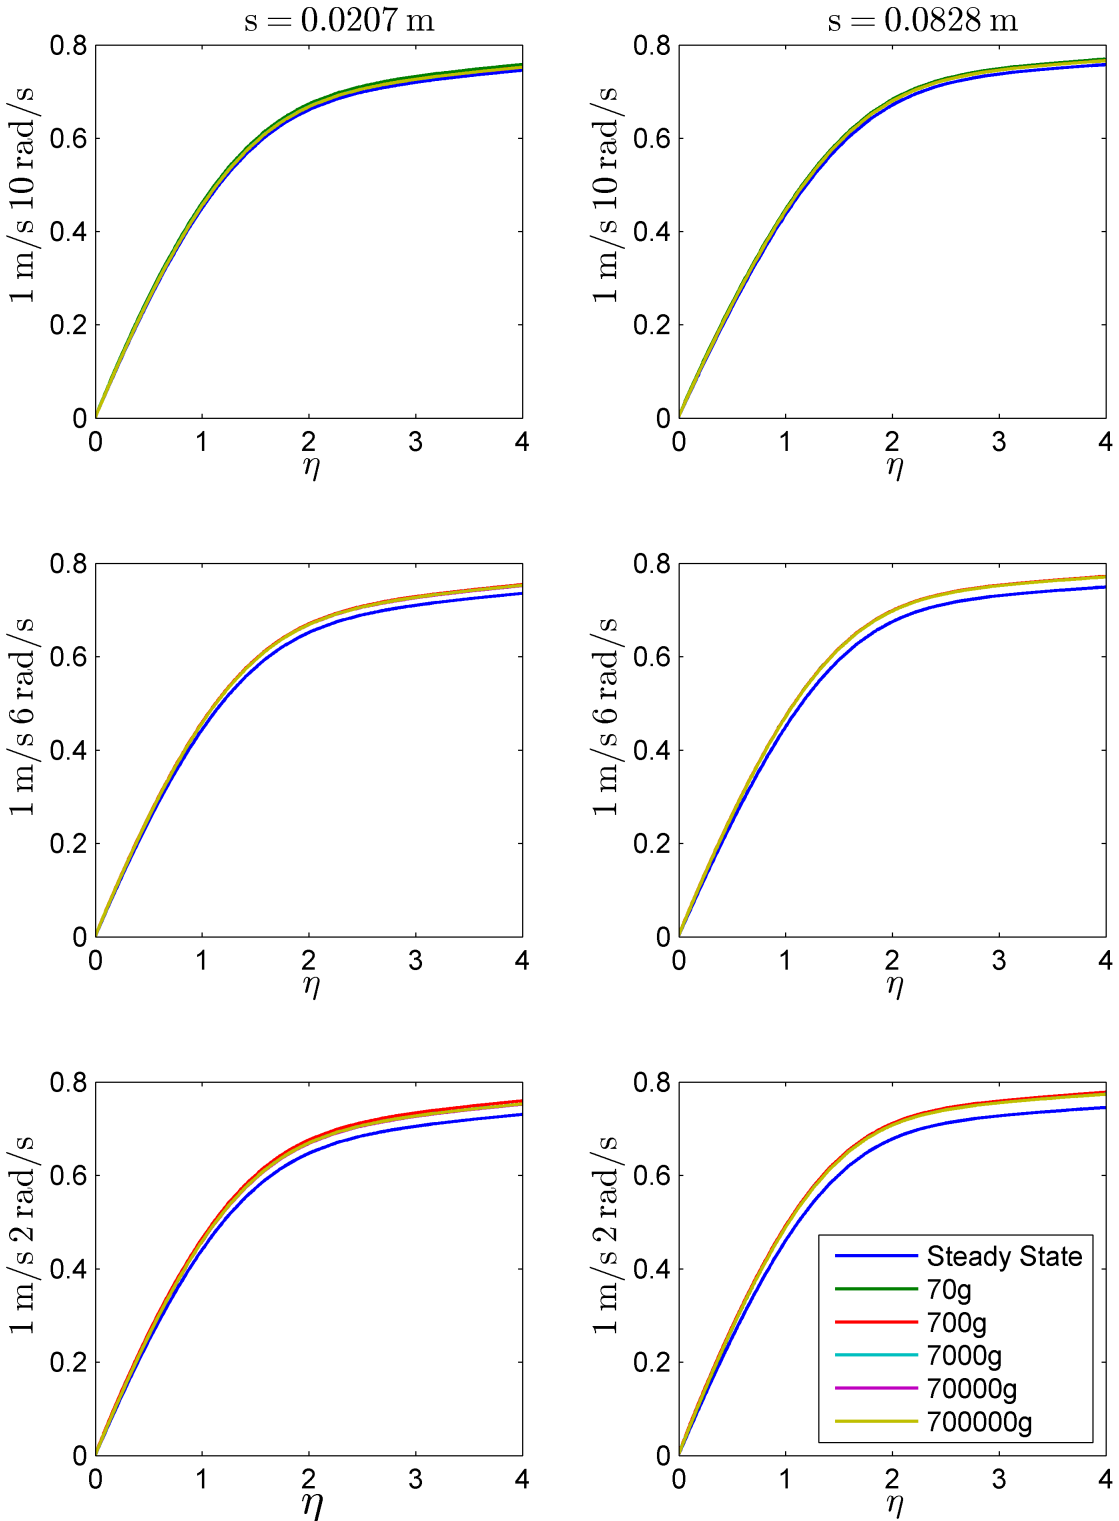 s = 0.0207 m
s = 0.0828 m
1 m/s 10 rad/s
0.8
0.6
0.4
0.2
0
0 1 2 3 4
η
1 m/s 10 rad/s
0.8
0.6
0.4
0.2
0
0 1 2 3 4
η
1 m/s 6 rad/s
0.8
0.6
0.4
0.2
0
0 1 2 3 4
η
1 m/s 6 rad/s
0.8
0.6
0.4
0.2
0
0 1 2 3 4
η
1 m/s 2 rad/s
0.8
0.6
0.4
0.2
0
0 1 2 3 4
η
1 m/s 2 rad/s
0.8
0.6
0.4
0.2
0
0 1 2 3 4
η
Steady State
70g
700g
7000g
70000g
700000g